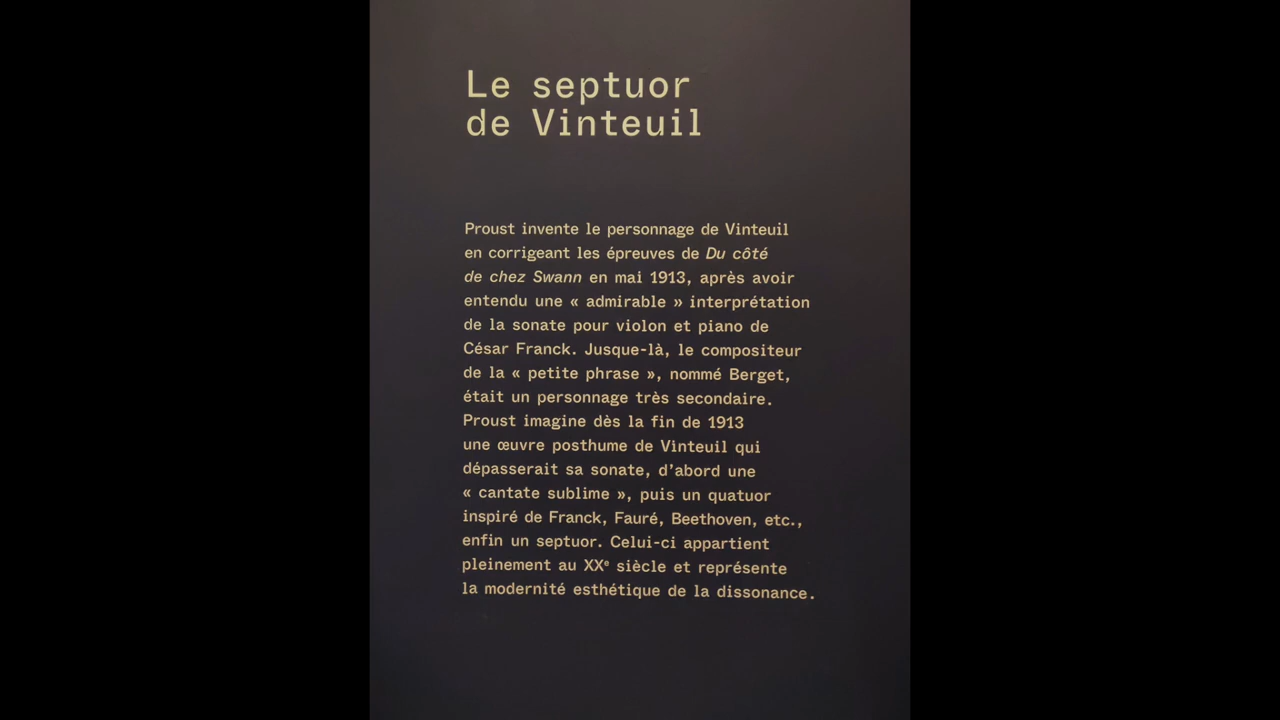 Le septuor
de Vinteuil
Proust invente le personnage de Vinteuil
en corrigeant les épreuves de Du côté
de chez Swann en mai 1913, après avoir
entendu une « admirable » interprétation
de la sonate pour violon et piano de
César Franck. Jusque-là, le compositeur
de la « petite phrase », nommé Berget,
était un personnage très secondaire.
Proust imagine dès la fin de 1913
une œuvre posthume de Vinteuil qui
dépasserait sa sonate, d’abord une
« cantate sublime », puis un quatuor
inspiré de Franck, Fauré, Beethoven, etc.,
enfin un septuor. Celui-ci appartient
pleinement au XXᵉ siècle et représente
la modernité esthétique de la dissonance.